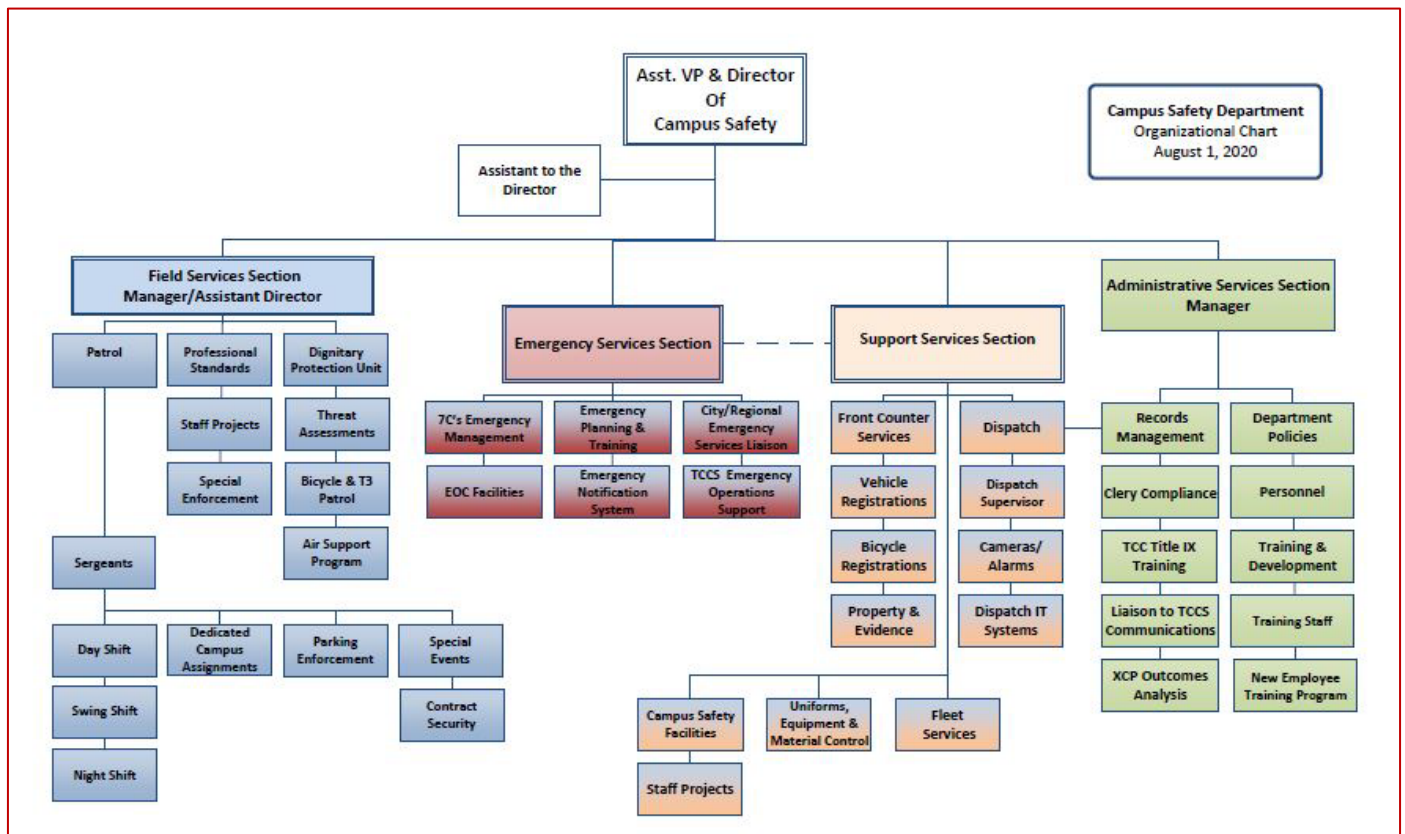 Asst. VP & Director
Of
Campus Safety
Campus Safety Department
Organizational Chart
August 1, 2020
Assistant to the
Director
Field Services Section
Manager/Assistant Director
Emergency Services Section
Support Services Section
Administrative Services Section
Manager
Patrol
Professional
Standards
Dignitary
Protection Unit
Staff Projects
Threat
Assessments
Special
Enforcement
Bicycle & T3
Patrol
Air Support
Program
Sergeants
Day Shift
Dedicated
Campus
Assignments
Parking
Enforcement
Special
Events
Swing Shift
Contract
Security
Night Shift
7C's Emergency
Management
Emergency
Planning &
Training
City/Regional
Emergency
Services Liaison
EOC Facilities
Emergency
Notification
System
TCCS Emergency
Operations
Support
Front Counter
Services
Dispatch
Vehicle
Registrations
Dispatch
Supervisor
Bicycle
Registrations
Cameras/
Alarms
Property &
Evidence
Dispatch IT
Systems
Campus Safety
Facilities
Uniforms,
Equipment &
Material Control
Fleet
Services
Staff Projects
Records
Management
Department
Policies
Clery Compliance
Personnel
TCC Title IX
Training
Training &
Development
Liaison to TCCS
Communications
Training Staff
XCP Outcomes
Analysis
New Employee
Training Program